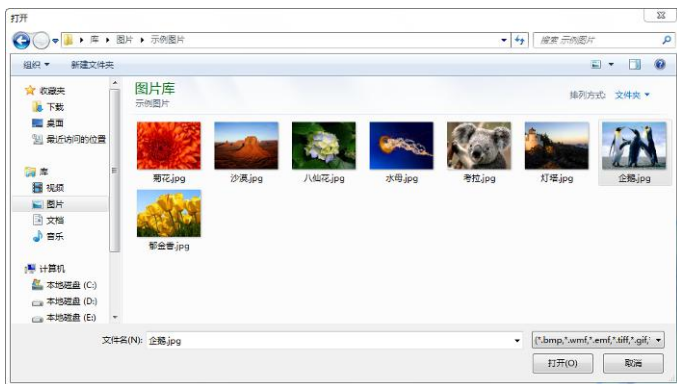 打开
库 ▸ 图片 ▸ 示例图片
搜索 示例图片
组织
新建文件夹
收藏夹
下载
桌面
最近访问的位置
库
视频
图片
文档
音乐
计算机
本地磁盘 (C:)
本地磁盘 (D:)
本地磁盘 (E:)
图片库
示例图片
排列方式: 文件夹
菊花.jpg
沙漠.jpg
八仙花.jpg
水母.jpg
考拉.jpg
灯塔.jpg
企鹅.jpg
郁金香.jpg
文件名(N): 企鹅.jpg
(*.bmp,*.wmf,*.emf,*.tiff,*.gif,
打开(O)
取消